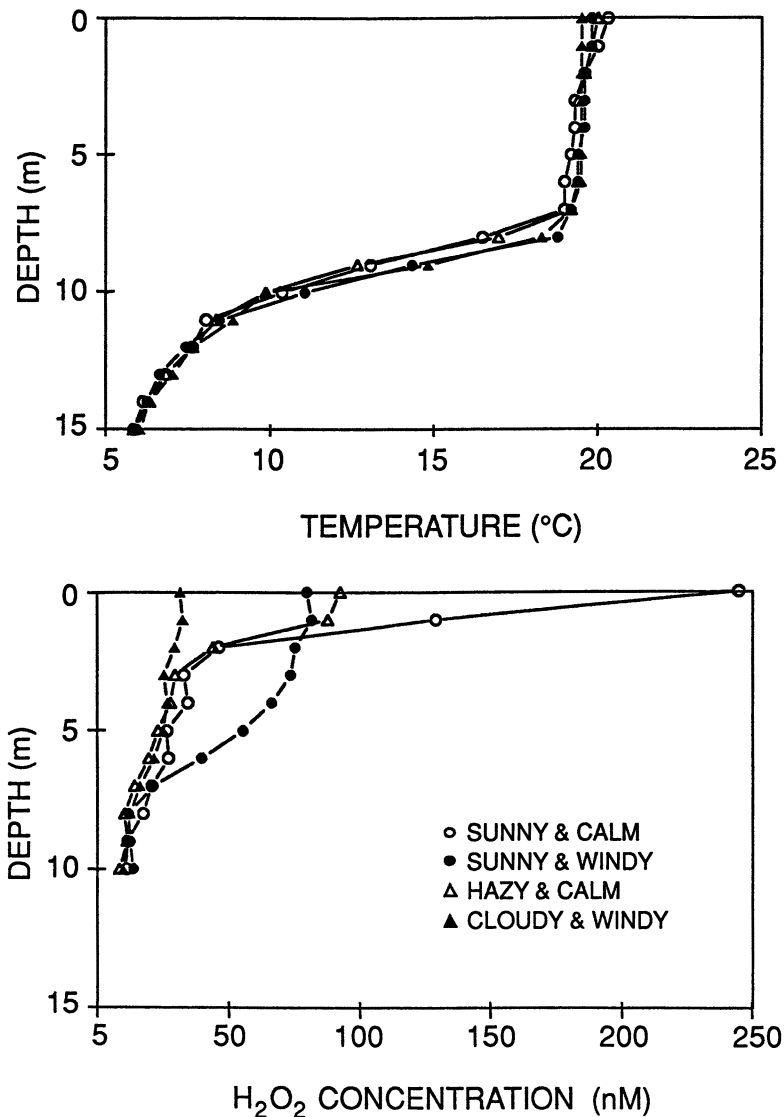 0
5
10
15
DEPTH (m)
5
10
15
20
25
TEMPERATURE (°C)
0
5
10
15
DEPTH (m)
○ SUNNY & CALM
● SUNNY & WINDY
△ HAZY & CALM
▲ CLOUDY & WINDY
5
50
100
150
200
250
H₂O₂ CONCENTRATION (nM)